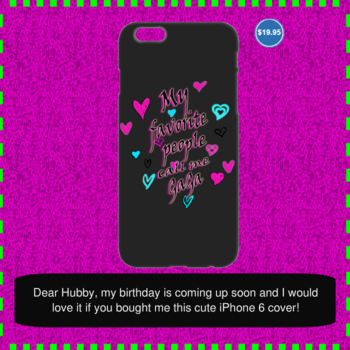 $19.95
My
favorite
people
call me
GaGa
Dear Hubby, my birthday is coming up soon and I would
love it if you bought me this cute iPhone 6 cover!